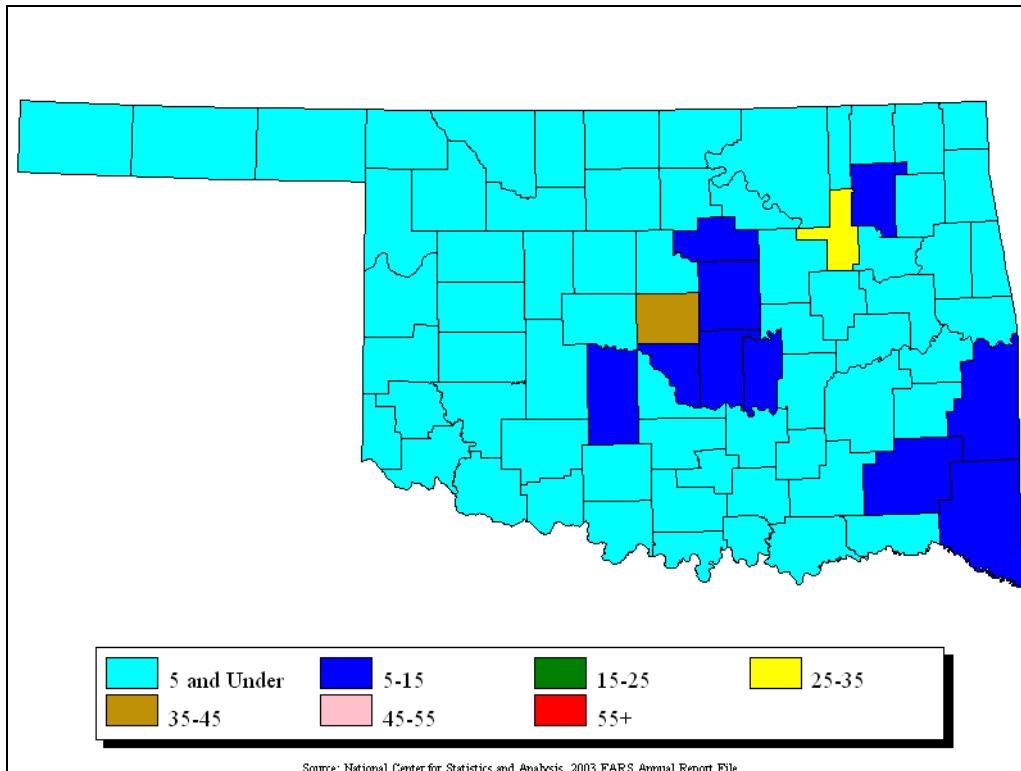 5 and Under 5-15 15-25 25-35
35-45 45-55 55+
Source: National Center for Statistics and Analysis, 2003 FARS Annual Report File